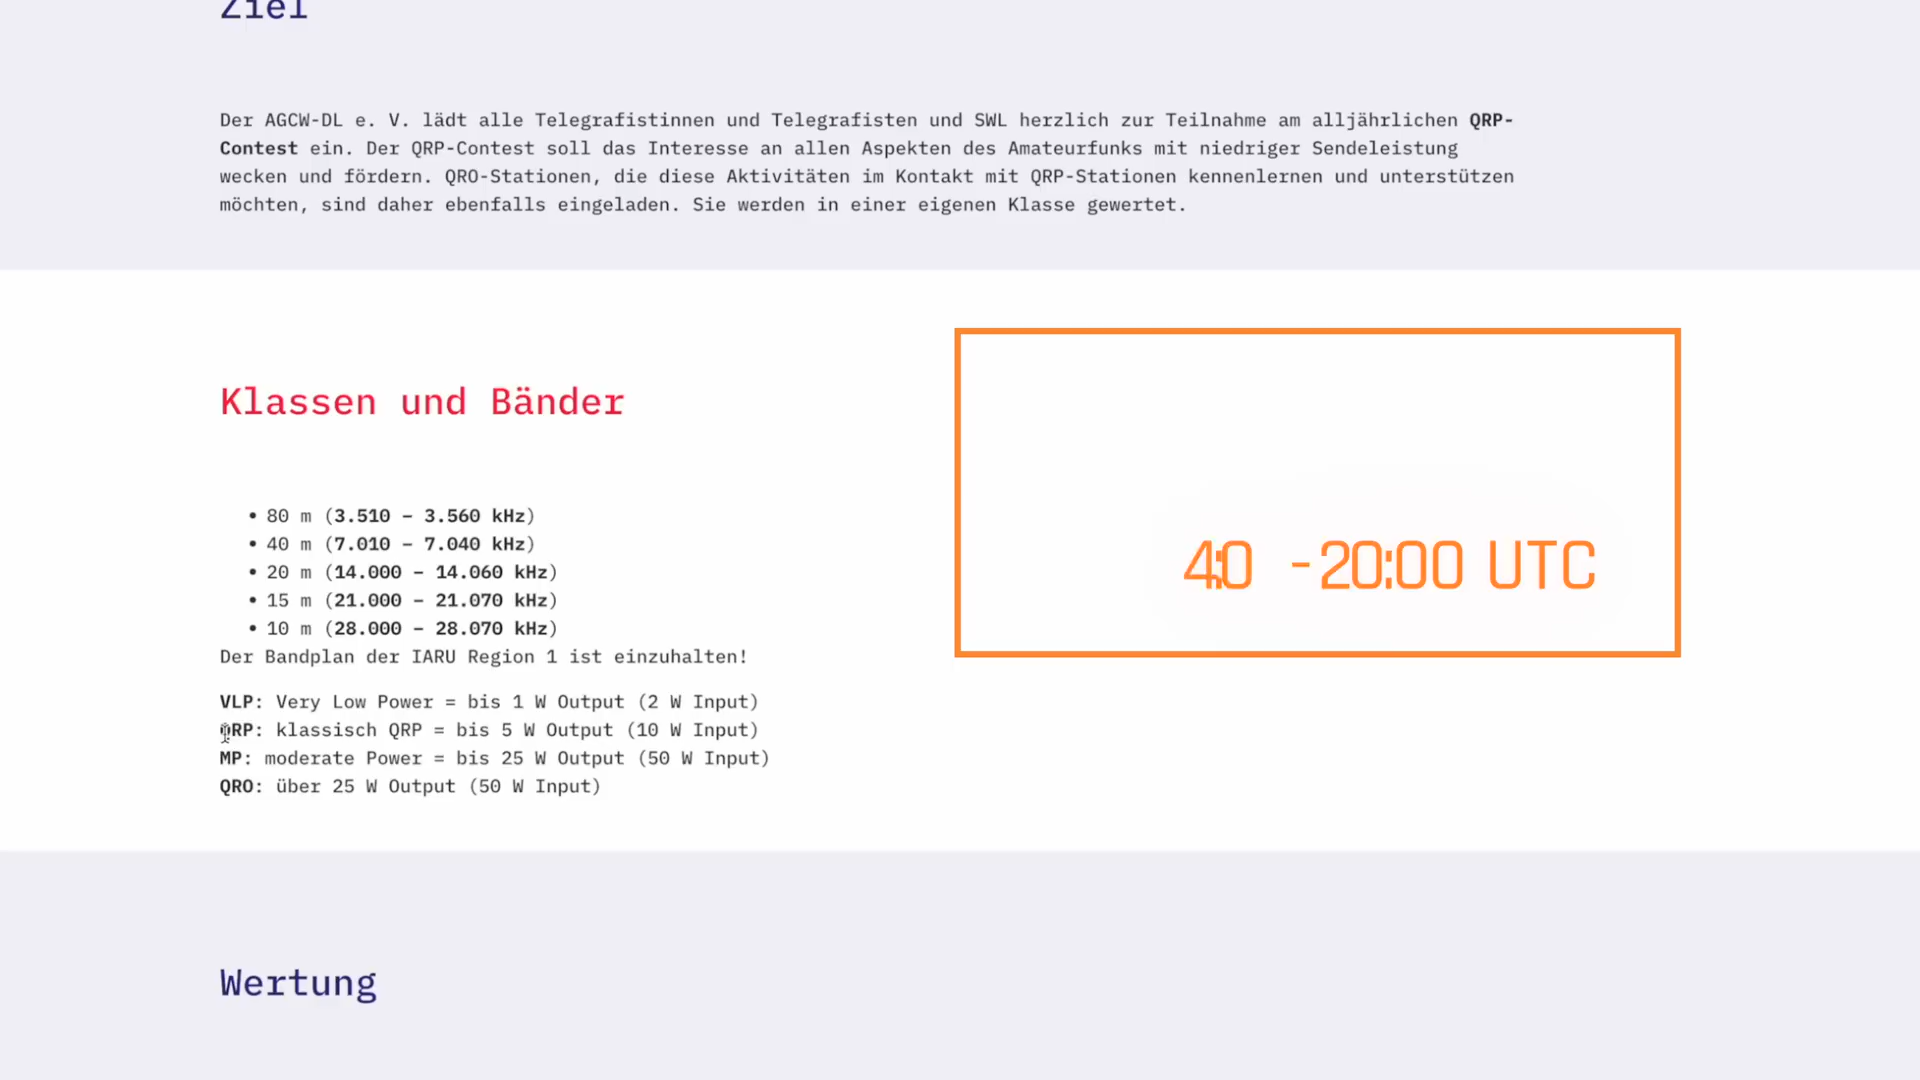 Ziel
Der AGCW-DL e. V. lädt alle Telegrafistinnen und Telegrafisten und SWL herzlich zur Teilnahme am alljährlichen QRP-
Contest ein. Der QRP-Contest soll das Interesse an allen Aspekten des Amateurfunks mit niedriger Sendeleistung
wecken und fördern. QRO-Stationen, die diese Aktivitäten im Kontakt mit QRP-Stationen kennenlernen und unterstützen
möchten, sind daher ebenfalls eingeladen. Sie werden in einer eigenen Klasse gewertet.
Klassen und Bänder
• 80 m (3.510 – 3.560 kHz)
• 40 m (7.010 – 7.040 kHz)
• 20 m (14.000 – 14.060 kHz)
• 15 m (21.000 – 21.070 kHz)
• 10 m (28.000 – 28.070 kHz)
Der Bandplan der IARU Region 1 ist einzuhalten!
VLP: Very Low Power = bis 1 W Output (2 W Input)
QRP: klassisch QRP = bis 5 W Output (10 W Input)
MP: moderate Power = bis 25 W Output (50 W Input)
QRO: über 25 W Output (50 W Input)
-20:00 UTC
Wertung